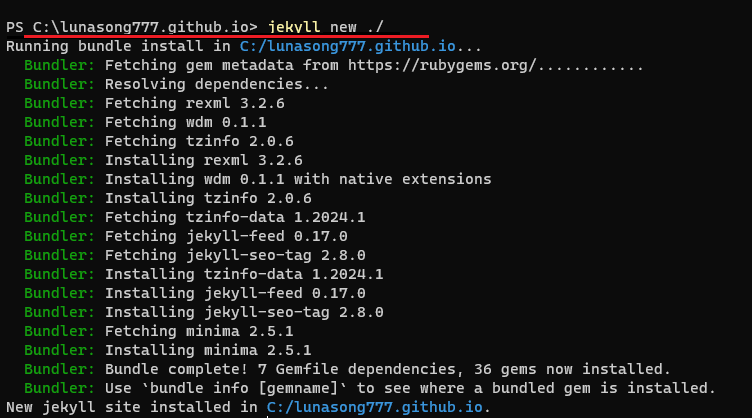 PS C:\lunasong777.github.io> jekyll new ./
Running bundle install in C:/lunasong777.github.io...
  Bundler: Fetching gem metadata from https://rubygems.org/............
  Bundler: Resolving dependencies...
  Bundler: Fetching rexml 3.2.6
  Bundler: Fetching wdm 0.1.1
  Bundler: Fetching tzinfo 2.0.6
  Bundler: Installing rexml 3.2.6
  Bundler: Installing wdm 0.1.1 with native extensions
  Bundler: Installing tzinfo 2.0.6
  Bundler: Fetching tzinfo-data 1.2024.1
  Bundler: Fetching jekyll-feed 0.17.0
  Bundler: Fetching jekyll-seo-tag 2.8.0
  Bundler: Installing tzinfo-data 1.2024.1
  Bundler: Installing jekyll-feed 0.17.0
  Bundler: Installing jekyll-seo-tag 2.8.0
  Bundler: Fetching minima 2.5.1
  Bundler: Installing minima 2.5.1
  Bundler: Bundle complete! 7 Gemfile dependencies, 36 gems now installed.
  Bundler: Use `bundle info [gemname]` to see where a bundled gem is installed.
New jekyll site installed in C:/lunasong777.github.io.